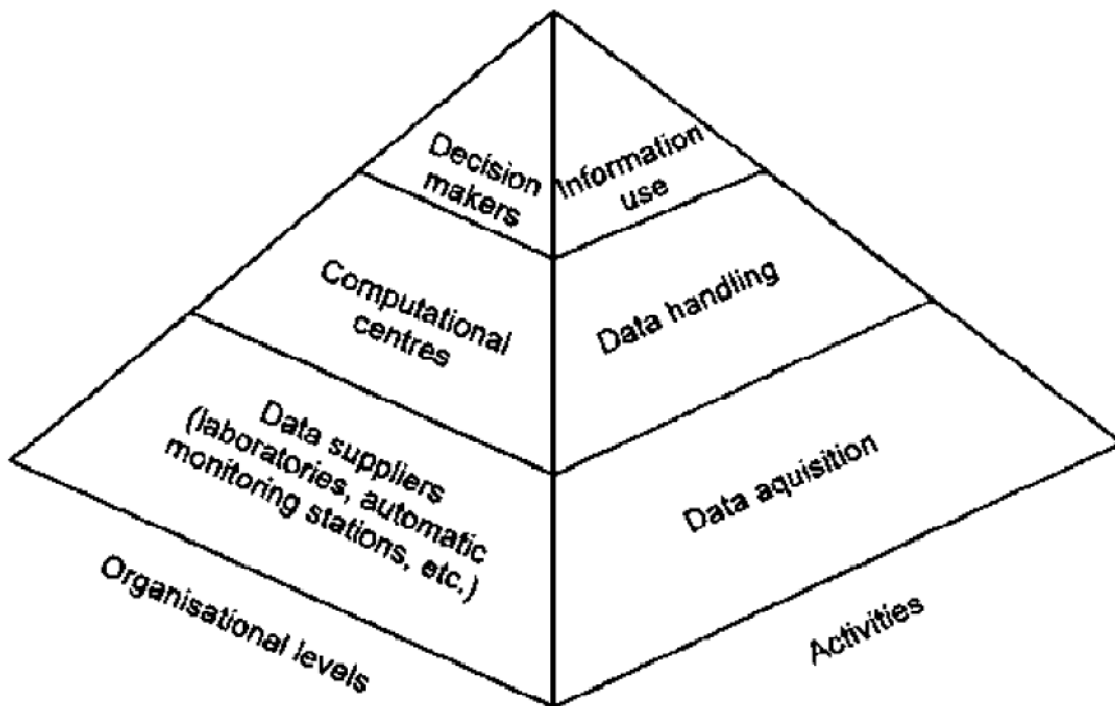 Decision
makers
Information
use
Computational
centres
Data handling
Data suppliers
(laboratories, automatic
monitoring stations, etc.)
Data aquisition
Organisational levels
Activities